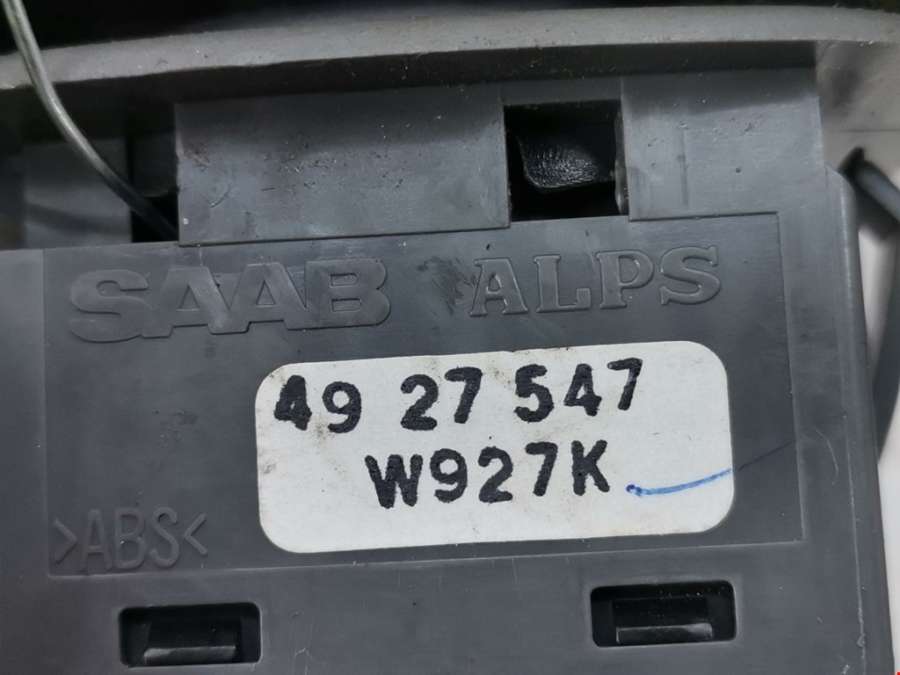 SAAB ALPS
49 27 547
W927K
>ABS<